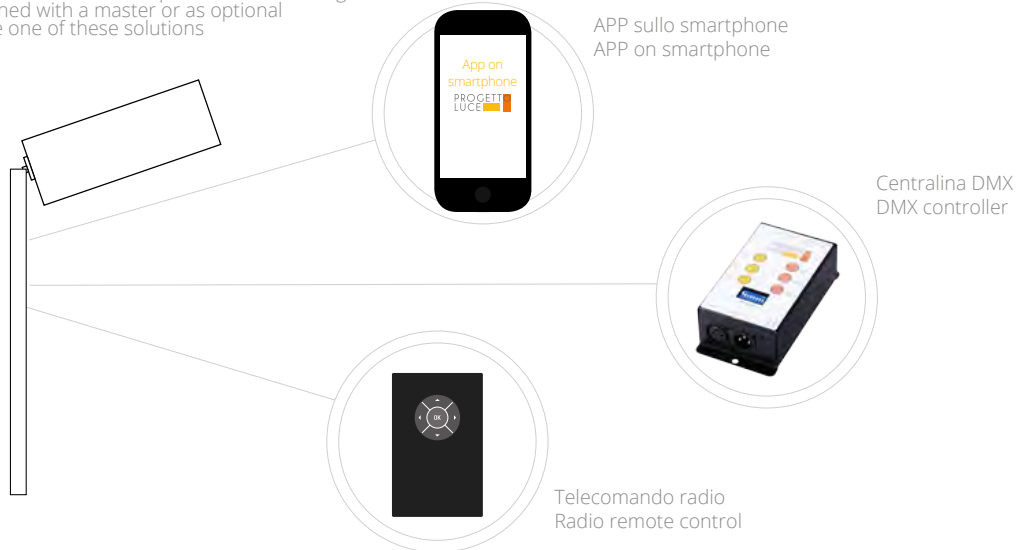 with a master or as optional
one of these solutions
APP sullo smartphone
APP on smartphone
App on
smartphone
PROGETTO
LUCE
Centralina DMX
DMX controller
OK
Telecomando radio
Radio remote control